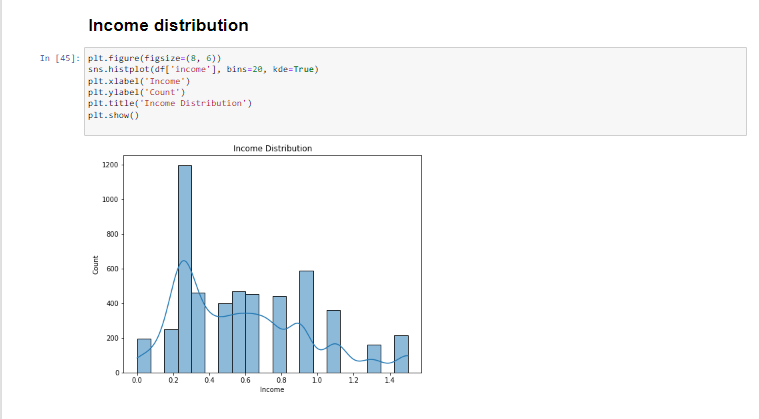 Income distribution
In [45]: plt.figure(figsize=(8, 6))
sns.histplot(df['income'], bins=20, kde=True)
plt.xlabel('Income')
plt.ylabel('Count')
plt.title('Income Distribution')
plt.show()
Income Distribution
1200
1000
800
600
400
200
0
Count
0.0 0.2 0.4 0.6 0.8 1.0 1.2 1.4
Income